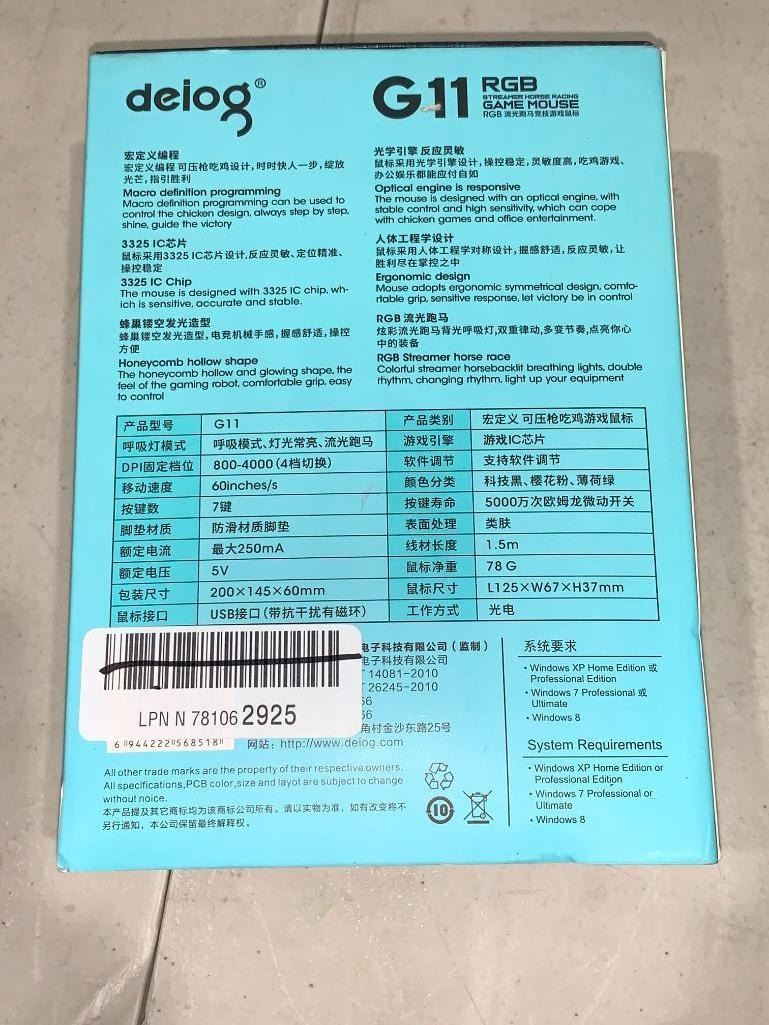 deiog®
G11 RGB
STREAMER HORSE RACING
GAME MOUSE
RGB 流光跑马竞技游戏鼠标
宏定义编程
宏定义编程 可压枪吃鸡设计，时时快人一步，绽放
光芒，指引胜利
Macro definition programming
Macro definition programming can be used to
control the chicken design, always step by step,
shine, guide the victory
3325 IC芯片
鼠标采用3325 IC芯片设计，反应灵敏、定位精准、
操控稳定
3325 IC Chip
The mouse is designed with 3325 IC chip, wh-
ich is sensitive, accurate and stable.
蜂巢镂空发光造型
蜂巢镂空发光造型，电竞机械手感，握感舒适，操控
方便
Honeycomb hollow shape
The honeycomb hollow and glowing shape, the
feel of the gaming robot, comfortable grip, easy
to control
光学引擎 反应灵敏
鼠标采用光学引擎设计，操控稳定，灵敏度高，吃鸡游戏、
办公娱乐都能应付自如
Optical engine is responsive
The mouse is designed with an optical engine, with
stable control and high sensitivity, which can cope
with chicken games and office entertainment.
人体工程学设计
鼠标采用人体工程学对称设计，握感舒适，反应灵敏，让
胜利尽在掌控之中
Ergonomic design
Mouse adopts ergonomic symmetrical design, comfo-
rtable grip, sensitive response, let victory be in control
RGB 流光跑马
炫彩流光跑马背光呼吸灯，双重律动，多变节奏，点亮你心
中的装备
RGB Streamer horse race
Colorful streamer horsebacklit breathing lights, double
rhythm, changing rhythm, light up your equipment
产品型号 G11 产品类别 宏定义 可压枪吃鸡游戏鼠标
呼吸灯模式 呼吸模式、灯光常亮、流光跑马 游戏引擎 游戏IC芯片
DPI固定档位 800-4000（4档切换） 软件调节 支持软件调节
移动速度 60inches/s 颜色分类 科技黑、樱花粉、薄荷绿
按键数 7键 按键寿命 5000万次欧姆龙微动开关
脚垫材质 防滑材质脚垫 表面处理 类肤
额定电流 最大250mA 线材长度 1.5m
额定电压 5V 鼠标净重 78 G
包装尺寸 200×145×60mm 鼠标尺寸 L125×W67×H37mm
鼠标接口 USB接口（带抗干扰有磁环） 工作方式 光电
电子科技有限公司（监制）
电子科技有限公司
14081-2010
26245-2010
66
66
角村金沙东路25号
网站：http://www.deiog.com
LPN N 781062925
6 944222 568518
All other trade marks are the property of their respective owners.
All specfications,PCB color,size and layot are subject to change
without noice.
本产品提及其它商标均为该商标公司所有。请以实物为准，如有改变将不
另行通知，本公司保留最终解释权。
10
系统要求
• Windows XP Home Edition 或
Professional Edition
• Windows 7 Professional 或
Ultimate
• Windows 8
System Requirements
• Windows XP Home Edition or
Professional Edition
• Windows 7 Professional or
Ultimate
• Windows 8